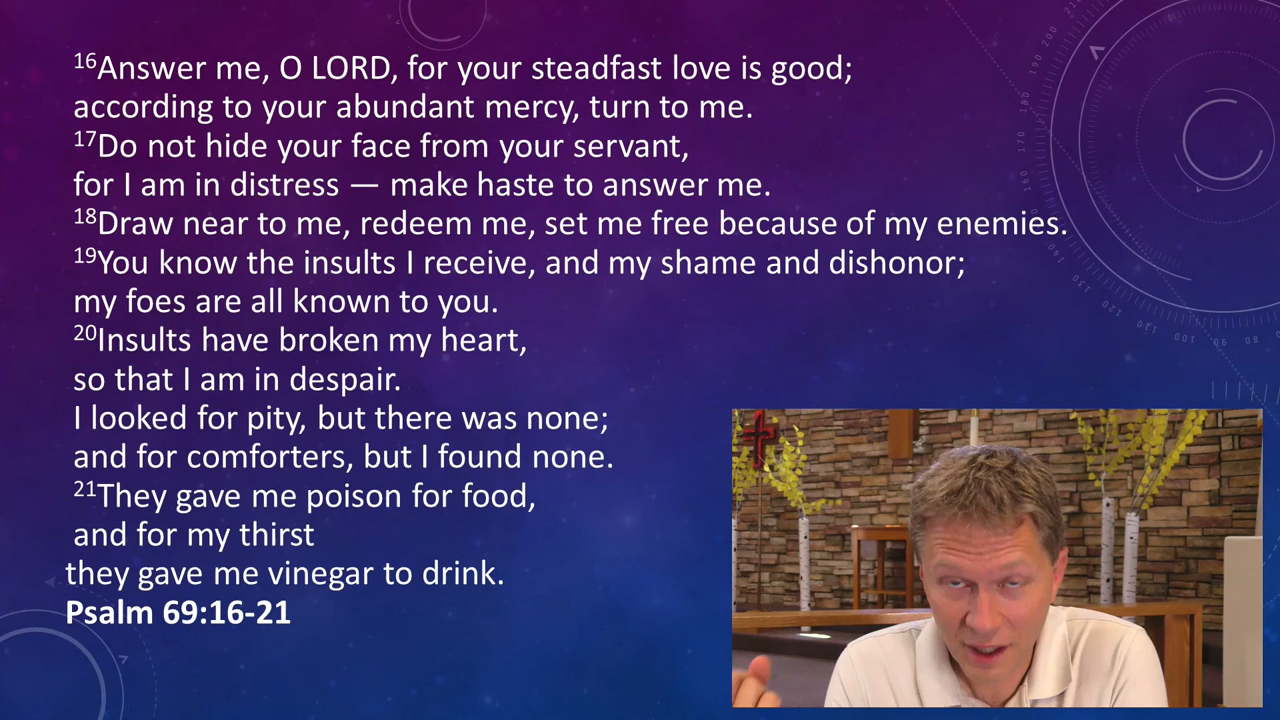 16Answer me, O LORD, for your steadfast love is good;
according to your abundant mercy, turn to me.
17Do not hide your face from your servant,
for I am in distress — make haste to answer me.
18Draw near to me, redeem me, set me free because of my enemies.
19You know the insults I receive, and my shame and dishonor;
my foes are all known to you.
20Insults have broken my heart,
so that I am in despair.
I looked for pity, but there was none;
and for comforters, but I found none.
21They gave me poison for food,
and for my thirst
they gave me vinegar to drink.
Psalm 69:16-21